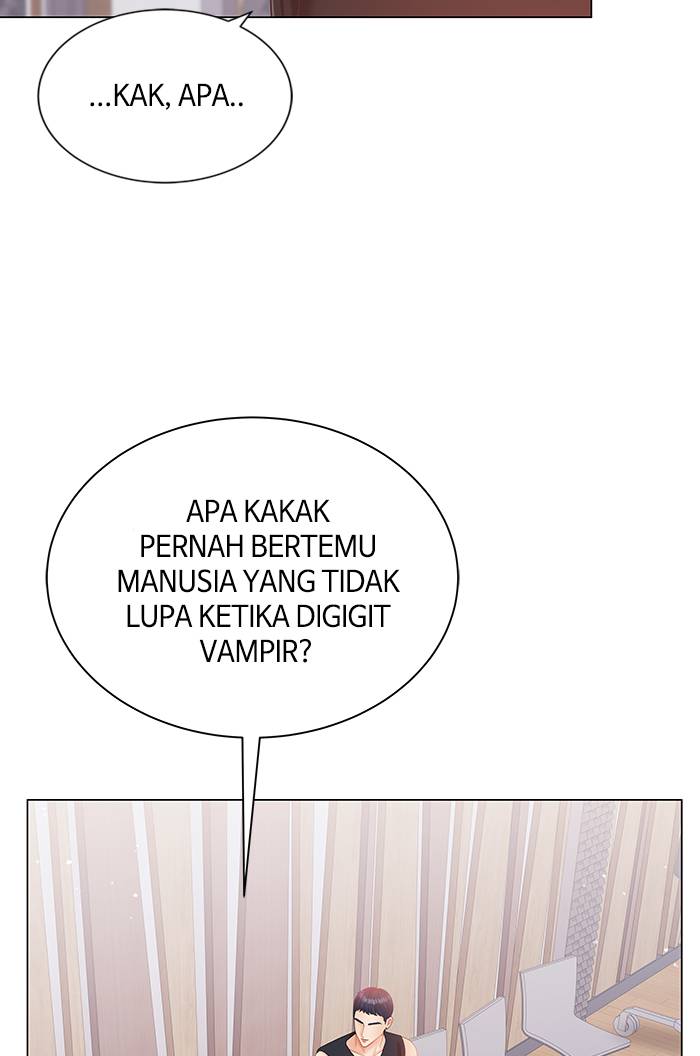 ...KAK, APA..
APA KAKAK
PERNAH BERTEMU
MANUSIA YANG TIDAK
LUPA KETIKA DIGIGIT
VAMPIR?